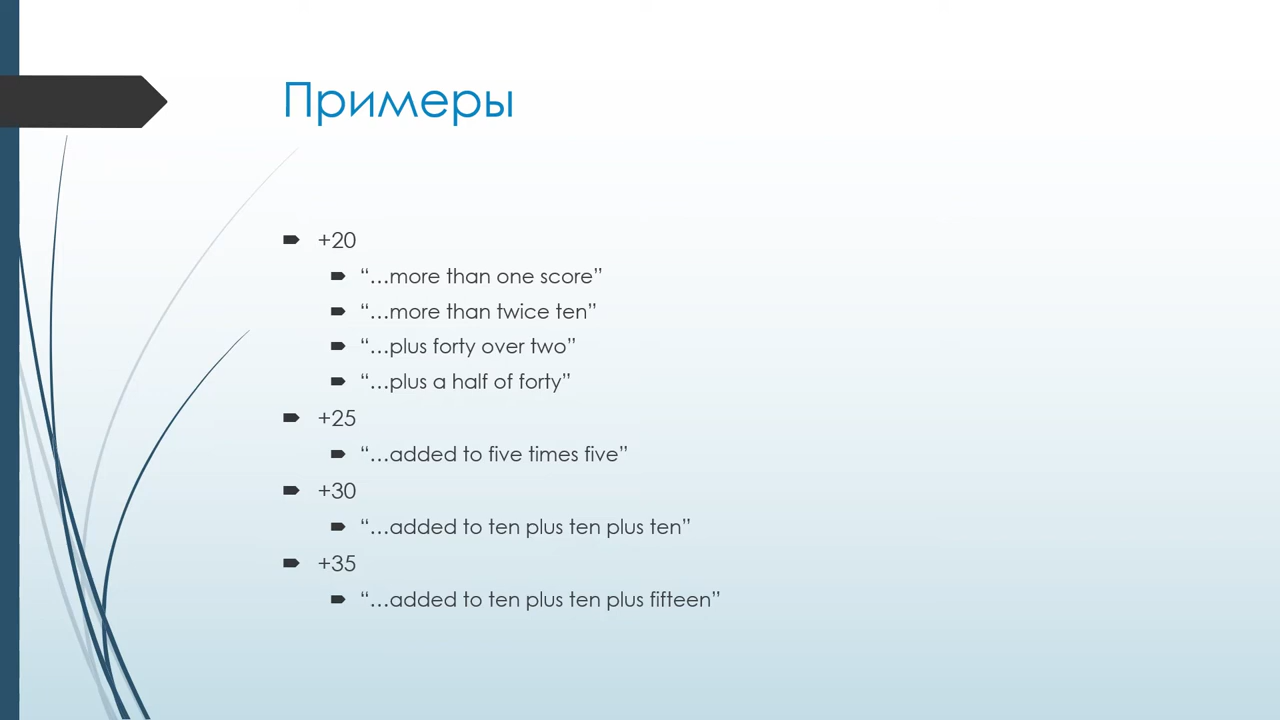 Примеры
+20
“…more than one score”
“…more than twice ten”
“…plus forty over two”
“…plus a half of forty”
+25
“…added to five times five”
+30
“…added to ten plus ten plus ten”
+35
“…added to ten plus ten plus fifteen”